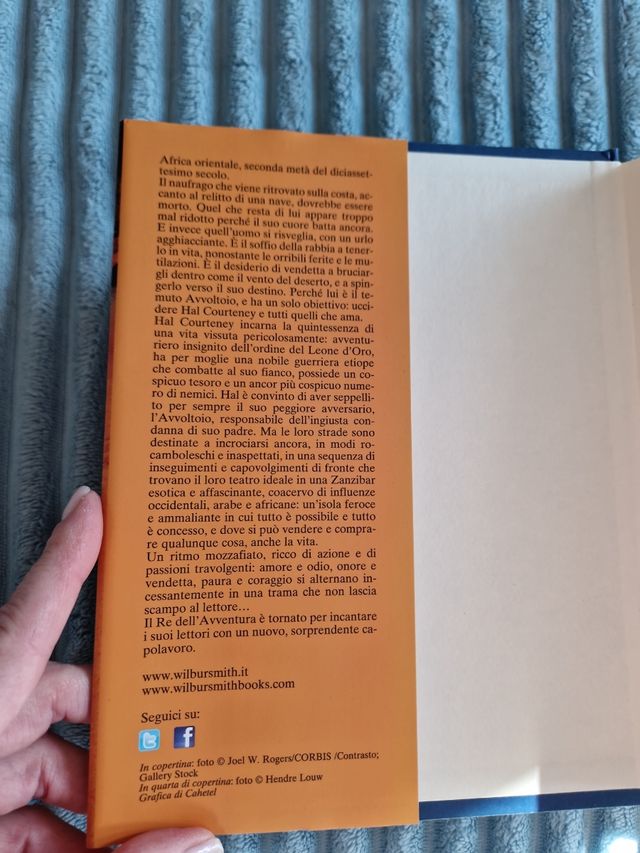 Africa orientale, seconda metà del diciasset-
tesimo secolo.
Il naufrago che viene ritrovato sulla costa, ac-
canto al relitto di una nave, dovrebbe essere
morto. Quel che resta di lui appare troppo
mal ridotto perché il suo cuore batta ancora.
E invece quell'uomo si risveglia, con un urlo
agghiacciante. È il soffio della rabbia a tener-
lo in vita, nonostante le orribili ferite e le mu-
tilazioni. È il desiderio di vendetta a bruciar-
gli dentro come il vento del deserto, e a spin-
gerlo verso il suo destino. Perché lui è il te-
muto Avvoltoio, e ha un solo obiettivo: ucci-
dere Hal Courteney e tutti quelli che ama.
Hal Courteney incarna la quintessenza di
una vita vissuta pericolosamente: avventu-
riero insignito dell'ordine del Leone d'Oro,
ha per moglie una nobile guerriera etiope
che combatte al suo fianco, possiede un co-
spicuo tesoro e un ancor più cospicuo nume-
ro di nemici. Hal è convinto di aver seppelli-
to per sempre il suo peggiore avversario,
l'Avvoltoio, responsabile dell'ingiusta con-
danna di suo padre. Ma le loro strade sono
destinate a incrociarsi ancora, in modi ro-
camboleschi e inaspettati, in una sequenza di
inseguimenti e capovolgimenti di fronte che
trovano il loro teatro ideale in una Zanzibar
esotica e affascinante, coacervo di influenze
occidentali, arabe e africane: un'isola feroce
e ammaliante in cui tutto è possibile e tutto
è concesso, e dove si può vendere e compra-
re qualunque cosa, anche la vita.
Un ritmo mozzafiato, ricco di azione e di
passioni travolgenti: amore e odio, onore e
vendetta, paura e coraggio si alternano in-
cessantemente in una trama che non lascia
scampo al lettore…
Il Re dell'Avventura è tornato per incantare
i suoi lettori con un nuovo, sorprendente ca-
polavoro.
www.wilbursmith.it
www.wilbursmithbooks.com
Seguici su:
In copertina: foto © Joel W. Rogers/CORBIS /Contrasto;
Gallery Stock
In quarta di copertina: foto © Hendre Louw
Grafica di Cahetel